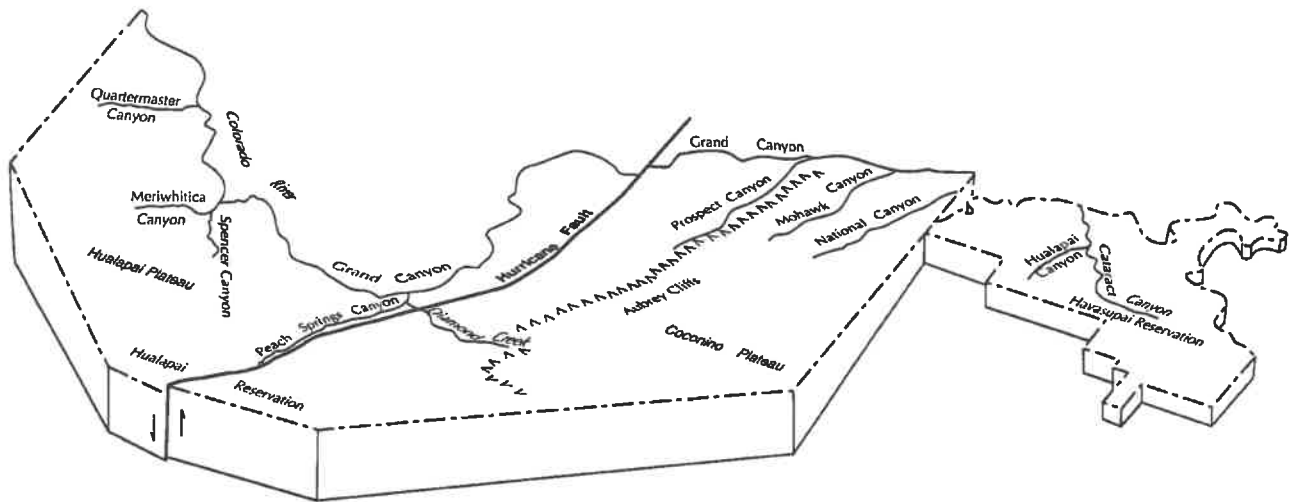 Quartermaster
Canyon
Colorado
River
Meriwhitica
Canyon
Spencer Canyon
Hualapai Plateau
Grand Canyon
Hurricane Fault
Peach Springs Canyon
Diamond Creek
Hualapai
Reservation
Grand Canyon
Prospect Canyon
Mohawk Canyon
National Canyon
Aubrey Cliffs
Coconino Plateau
Hualapai
Canyon
Cataract
Canyon
Havasupai Reservation